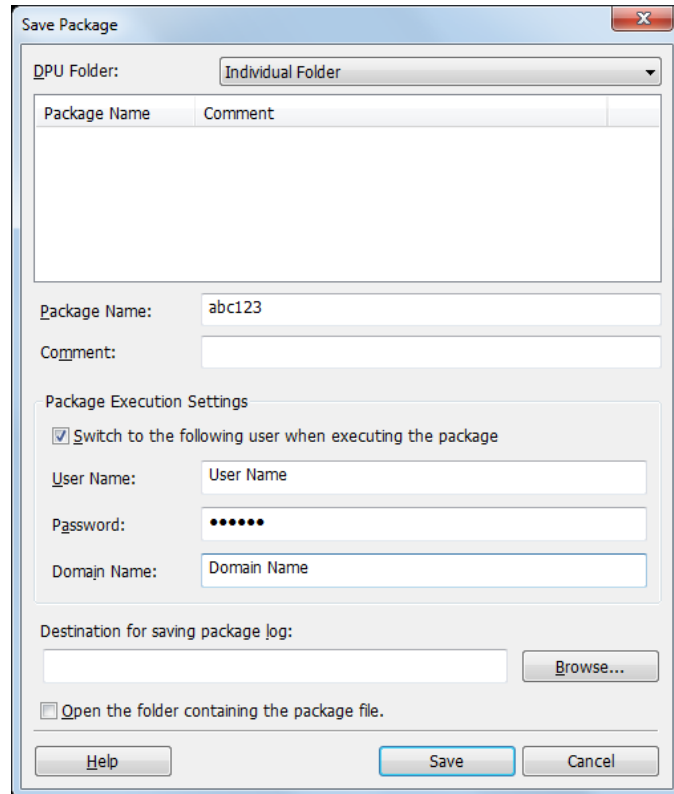 Save Package
DPU Folder: Individual Folder
Package Name Comment
Package Name: abc123
Comment:
Package Execution Settings
Switch to the following user when executing the package
User Name: User Name
Password: ••••••
Domain Name: Domain Name
Destination for saving package log:
Browse...
Open the folder containing the package file.
Help Save Cancel